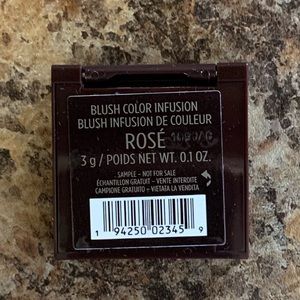 BLUSH COLOR INFUSION
BLUSH INFUSION DE COULEUR
ROSÉ
3 g / POIDS NET WT. 0.1 OZ.
SAMPLE - NOT FOR SALE
ÉCHANTILLON GRATUIT - VENTE INTERDITE
CAMPIONE GRATUITO - VIETATA LA VENDITA
1 94250 02345 9